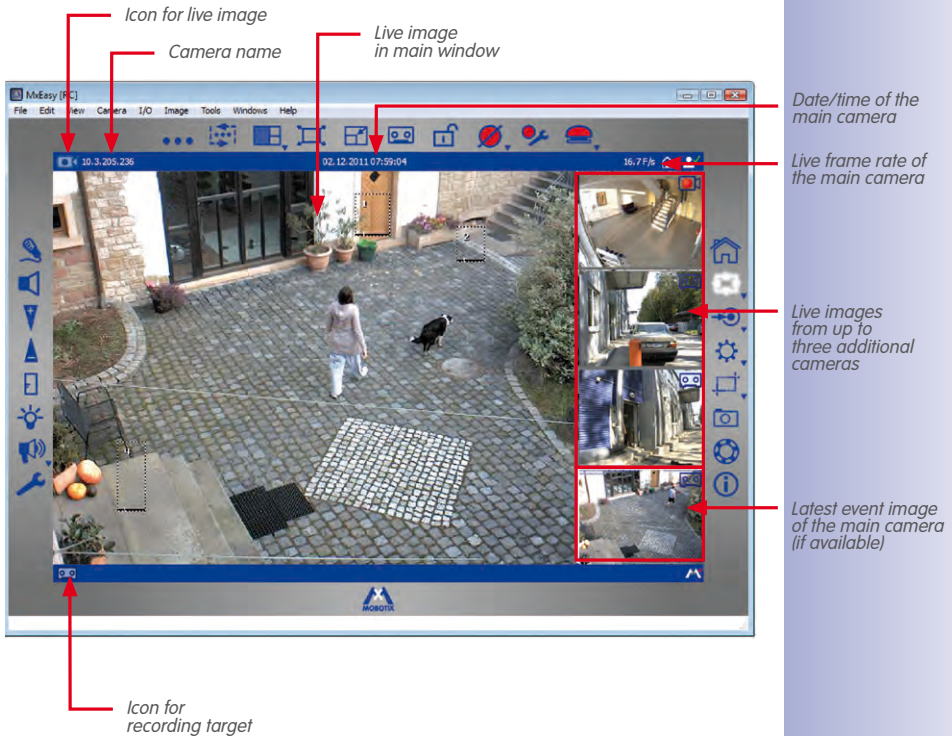 Icon for live image
Camera name
Live image
in main window
MxEasy [PC]
File Edit View Camera I/O Image Tools Windows Help
10.3.205.236
02.12.2011 07:59:04
16.7 F/s
1
2
MOBOTIX
Date/time of the
main camera
Live frame rate of
the main camera
Live images
from up to
three additional
cameras
Latest event image
of the main camera
(if available)
Icon for
recording target